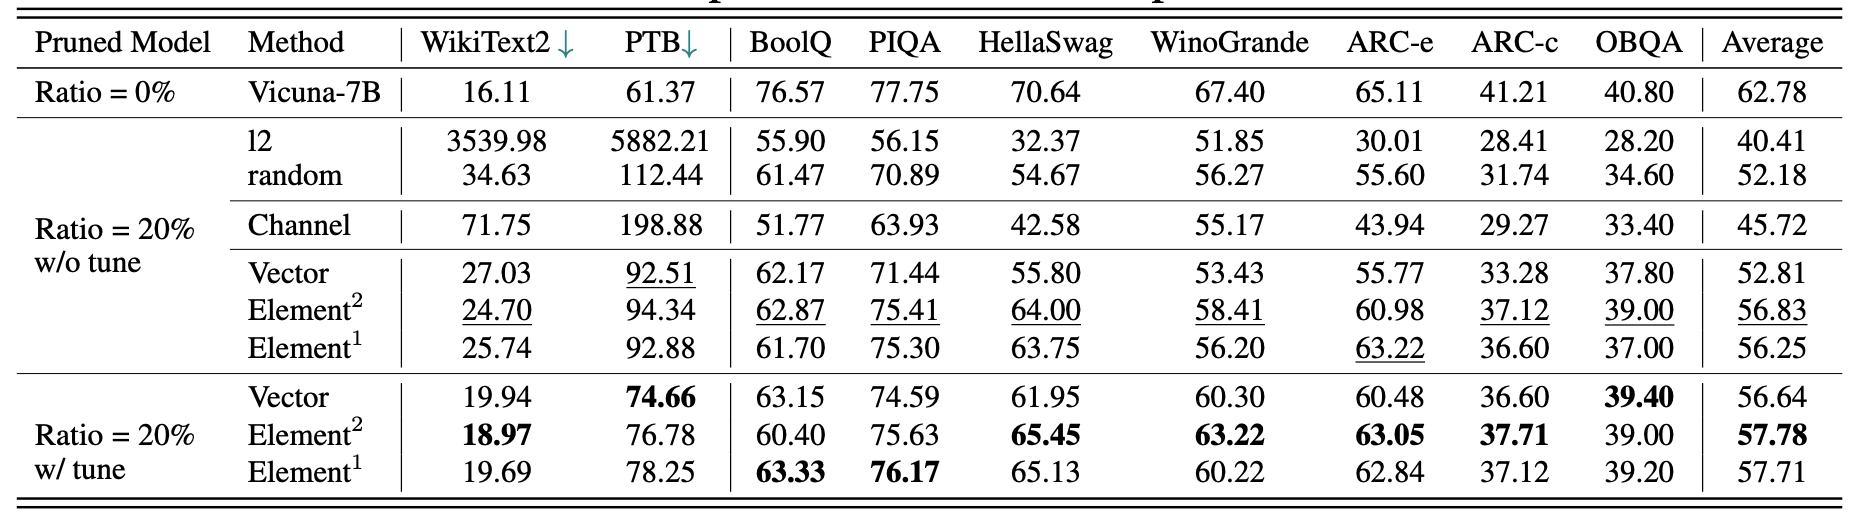 Pruned Model Method WikiText2 ↓ PTB↓ BoolQ PIQA HellaSwag WinoGrande ARC-e ARC-c OBQA Average
Ratio = 0% Vicuna-7B 16.11 61.37 76.57 77.75 70.64 67.40 65.11 41.21 40.80 62.78
l2 3539.98 5882.21 55.90 56.15 32.37 51.85 30.01 28.41 28.20 40.41
random 34.63 112.44 61.47 70.89 54.67 56.27 55.60 31.74 34.60 52.18
Ratio = 20%
w/o tune
Channel 71.75 198.88 51.77 63.93 42.58 55.17 43.94 29.27 33.40 45.72
Vector 27.03 92.51 62.17 71.44 55.80 53.43 55.77 33.28 37.80 52.81
Element² 24.70 94.34 62.87 75.41 64.00 58.41 60.98 37.12 39.00 56.83
Element¹ 25.74 92.88 61.70 75.30 63.75 56.20 63.22 36.60 37.00 56.25
Ratio = 20%
w/ tune
Vector 19.94 74.66 63.15 74.59 61.95 60.30 60.48 36.60 39.40 56.64
Element² 18.97 76.78 60.40 75.63 65.45 63.22 63.05 37.71 39.00 57.78
Element¹ 19.69 78.25 63.33 76.17 65.13 60.22 62.84 37.12 39.20 57.71